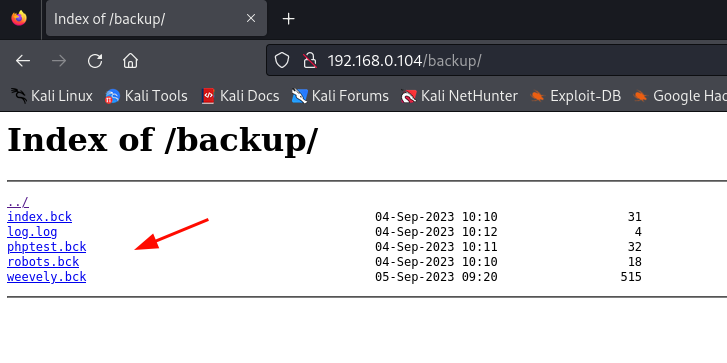 Index of /backup/
192.168.0.104/backup/
Kali Linux Kali Tools Kali Docs Kali Forums Kali NetHunter Exploit-DB Google Hac
Index of /backup/
../
index.bck 04-Sep-2023 10:10 31
log.log 04-Sep-2023 10:12 4
phptest.bck 04-Sep-2023 10:11 32
robots.bck 04-Sep-2023 10:10 18
weevely.bck 05-Sep-2023 09:20 515